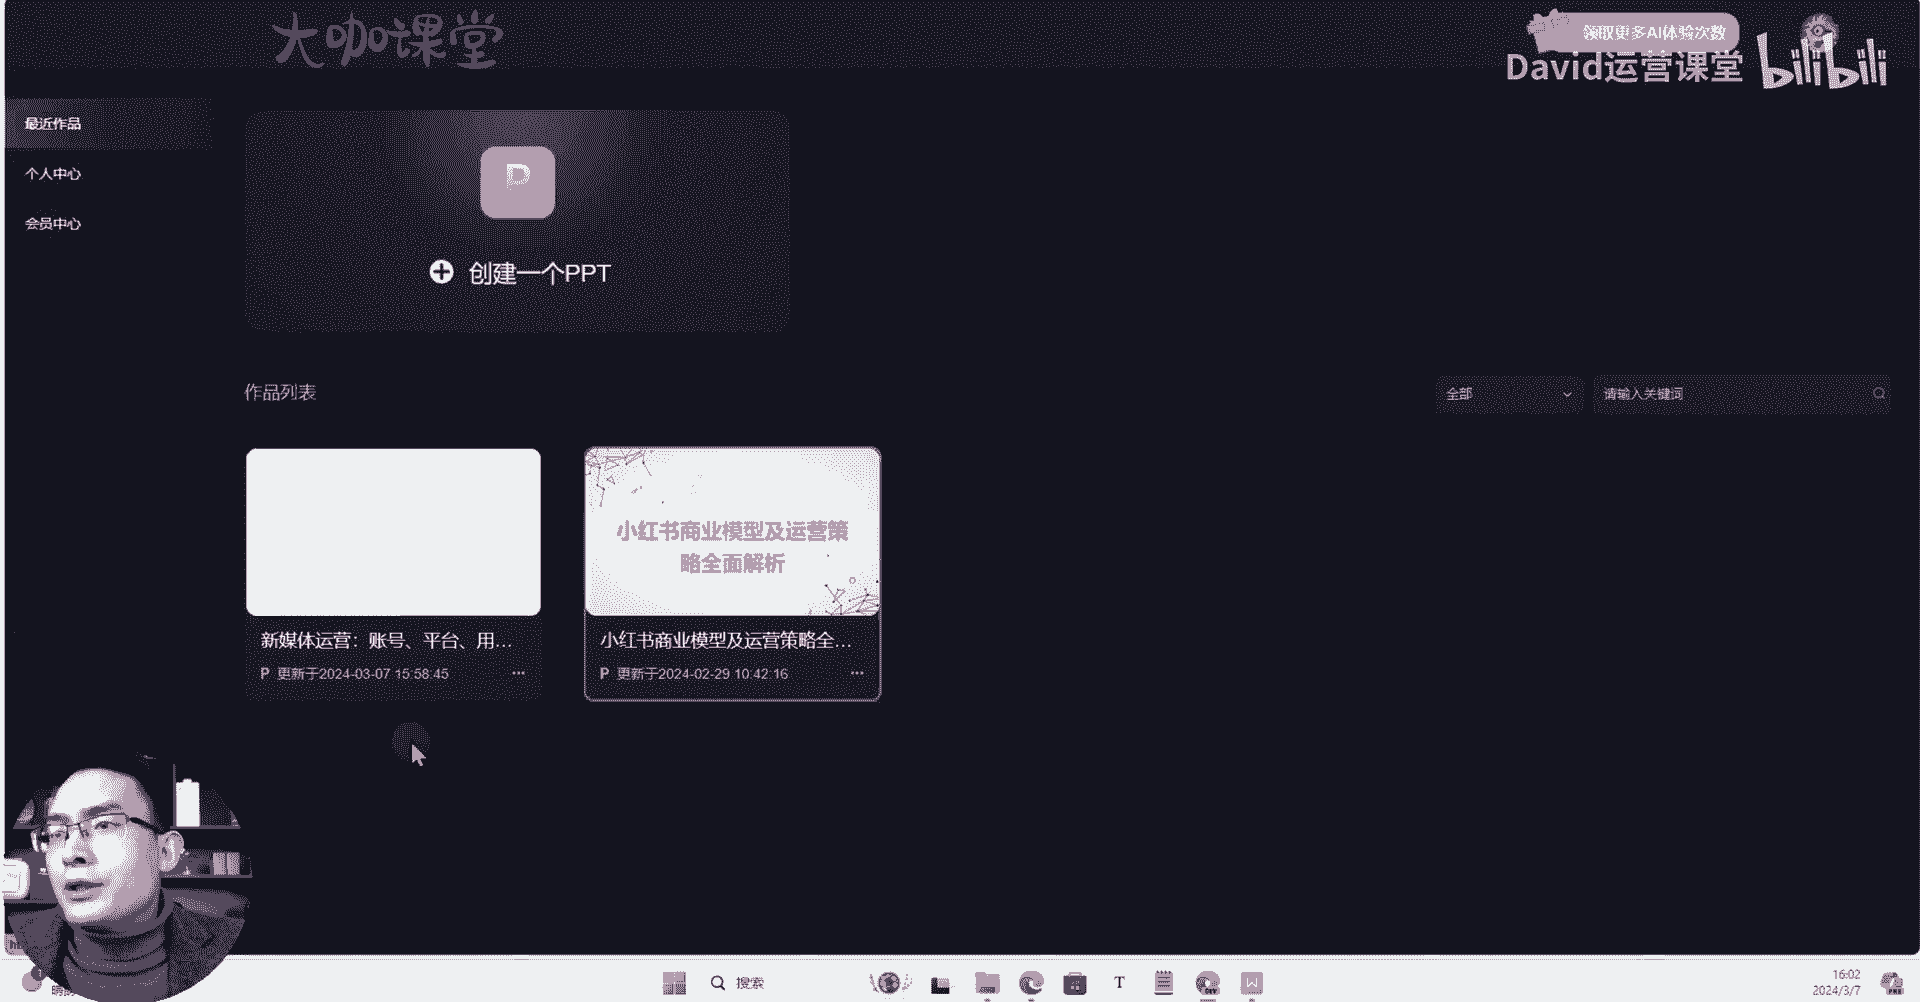 大咖课堂
领取更多AI体验次数
David运营课堂
bilibili
最近作品
个人中心
会员中心
P
创建一个PPT
作品列表
全部
请输入关键词
小红书商业模型及运营策
略全面解析
新媒体运营：账号、平台、用...
P 更新于2024-03-07 15:58:45
小红书商业模型及运营策略全...
P 更新于2024-02-29 10:42:16
搜索
T
DEV
W
16:02
2024/3/7
PRE